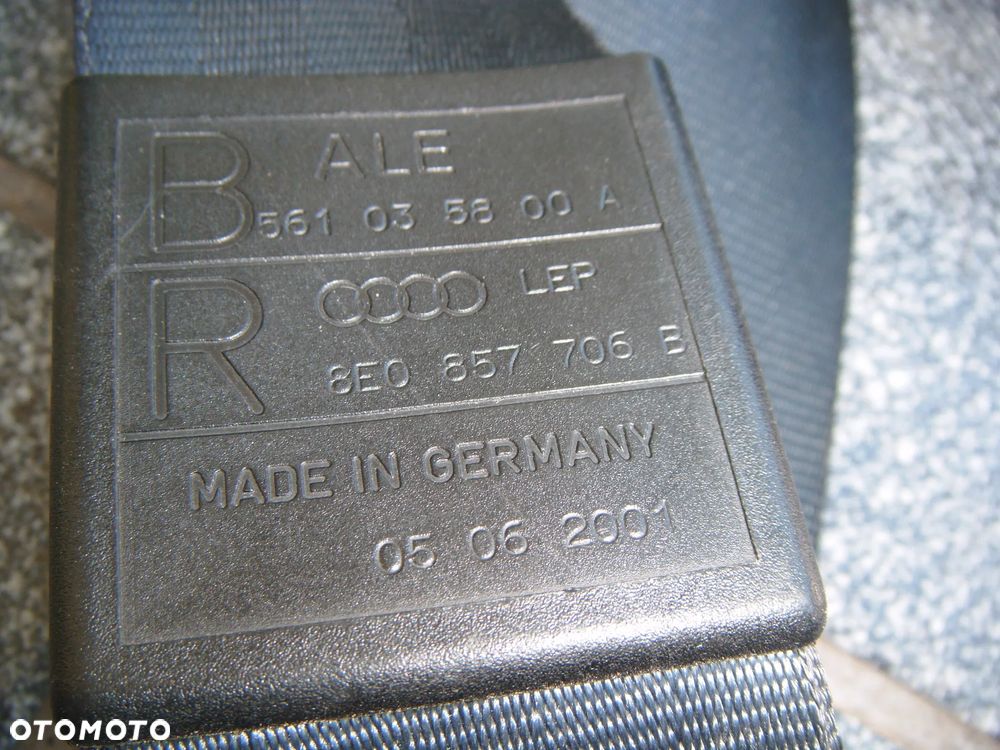 B ALE
561 03 58 00 A
R LEP
8E0 857 706 B
MADE IN GERMANY
05 06 2001
OTOMOTO